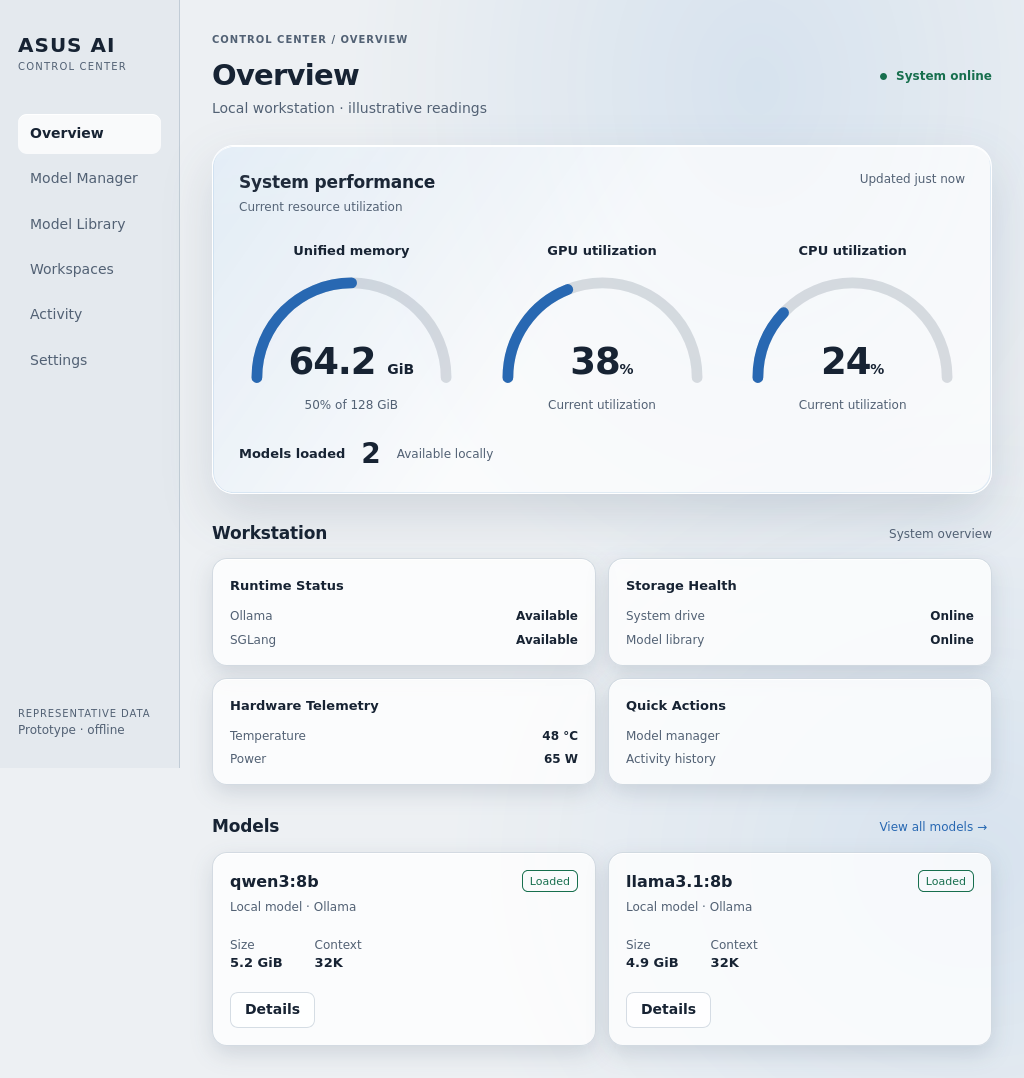 ASUS AI
CONTROL CENTER
Overview
Model Manager
Model Library
Workspaces
Activity
Settings
REPRESENTATIVE DATA
Prototype · offline
CONTROL CENTER / OVERVIEW
Overview
Local workstation · illustrative readings
● System online
System performance
Updated just now
Current resource utilization
Unified memory
64.2 GiB
50% of 128 GiB
GPU utilization
38%
Current utilization
CPU utilization
24%
Current utilization
Models loaded 2 Available locally
Workstation
System overview
Runtime Status
Ollama Available
SGLang Available
Storage Health
System drive Online
Model library Online
Hardware Telemetry
Temperature 48 °C
Power 65 W
Quick Actions
Model manager
Activity history
Models
View all models →
qwen3:8b Loaded
Local model · Ollama
Size Context
5.2 GiB 32K
Details
llama3.1:8b Loaded
Local model · Ollama
Size Context
4.9 GiB 32K
Details